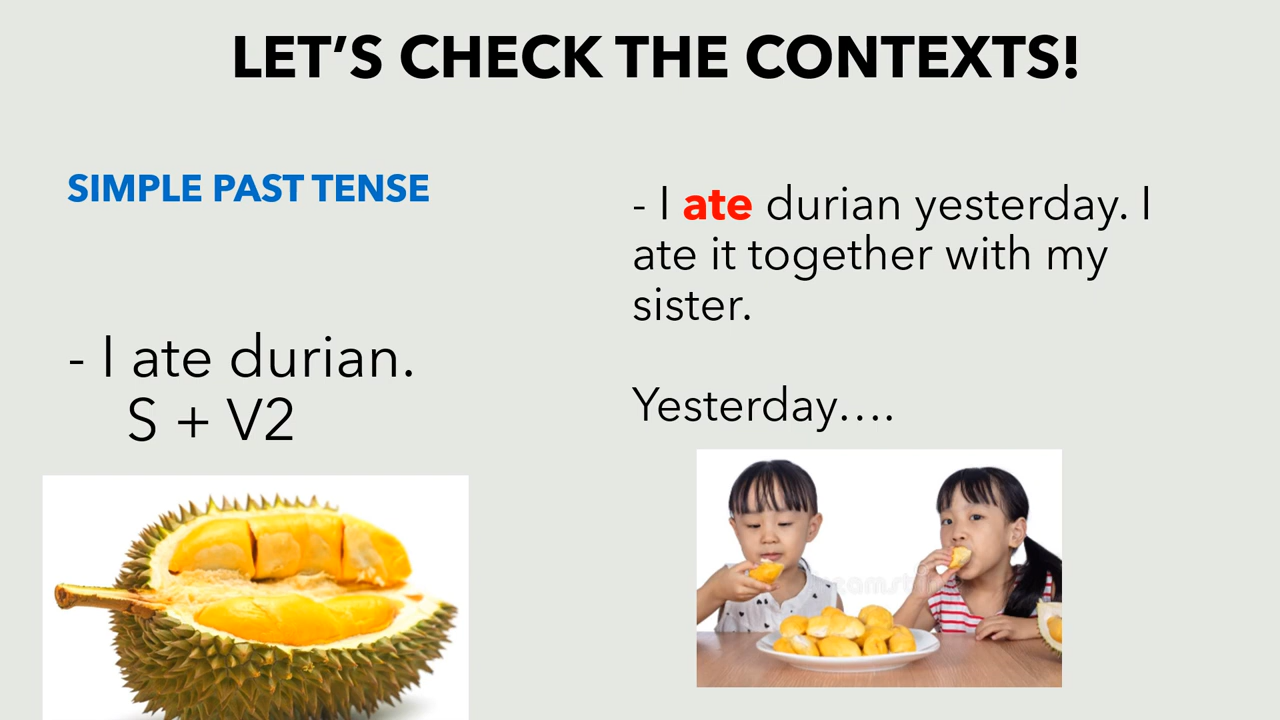 LET’S CHECK THE CONTEXTS!
SIMPLE PAST TENSE
- I ate durian.
S + V2
- I ate durian yesterday. I
ate it together with my
sister.
Yesterday….